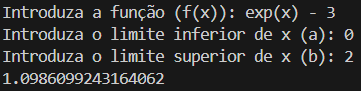 Introduza a função (f(x)): exp(x) - 3
Introduza o limite inferior de x (a): 0
Introduza o limite superior de x (b): 2
1.0986099243164062